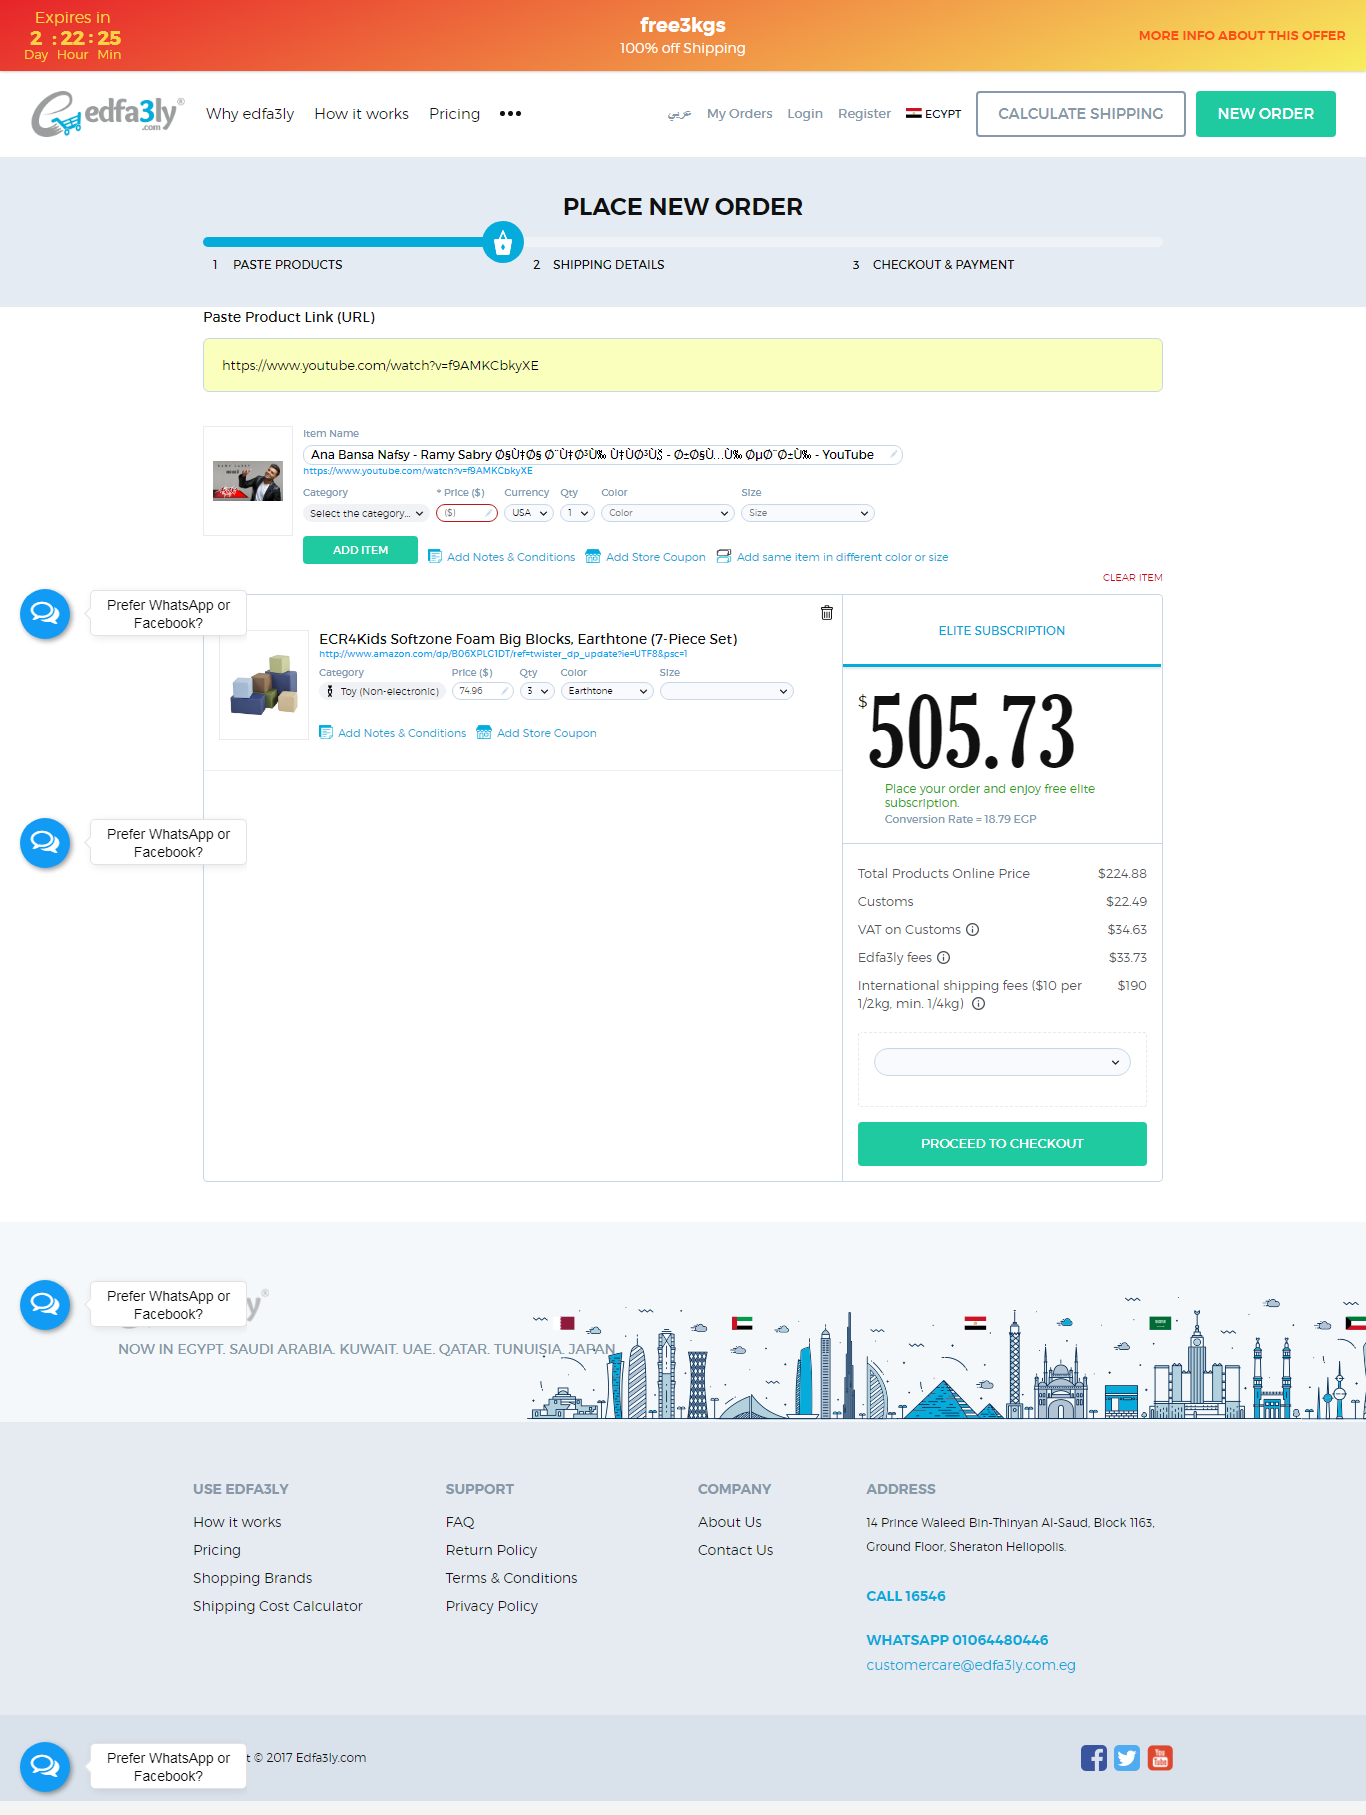 Expires in
2 : 22 : 25
Day Hour Min
free3kgs
100% off Shipping
MORE INFO ABOUT THIS OFFER
edfa3ly®
.com
Why edfa3ly
How it works
Pricing
•••
عربي
My Orders
Login
Register
EGYPT
CALCULATE SHIPPING
NEW ORDER
PLACE NEW ORDER
1 PASTE PRODUCTS
2 SHIPPING DETAILS
3 CHECKOUT & PAYMENT
Paste Product Link (URL)
https://www.youtube.com/watch?v=f9AMKCbkyXE
Item Name
Ana Bansa Nafsy - Ramy Sabry - YouTube
https://www.youtube.com/watch?v=f9AMKCbkyXE
Category
* Price ($)
Currency
Qty
Color
Size
Select the category...
($)
USA
1
Color
Size
ADD ITEM
Add Notes & Conditions
Add Store Coupon
Add same item in different color or size
CLEAR ITEM
Prefer WhatsApp or
Facebook?
ECR4Kids Softzone Foam Big Blocks, Earthtone (7-Piece Set)
http://www.amazon.com/dp/B06XPLG1DT/ref=twister_dp_update?ie=UTF8&psc=1
Category
Price ($)
Qty
Color
Size
Toy (Non-electronic)
74.96
3
Earthtone
Add Notes & Conditions
Add Store Coupon
ELITE SUBSCRIPTION
$505.73
Place your order and enjoy free elite
subscription.
Conversion Rate = 18.79 EGP
Prefer WhatsApp or
Facebook?
Total Products Online Price $224.88
Customs $22.49
VAT on Customs $34.63
Edfa3ly fees $33.73
International shipping fees ($10 per $190
1/2kg, min. 1/4kg)
PROCEED TO CHECKOUT
Prefer WhatsApp or
Facebook?
y®
NOW IN EGYPT. SAUDI ARABIA. KUWAIT. UAE. QATAR. TUNUISIA. JAPAN
USE EDFA3LY
How it works
Pricing
Shopping Brands
Shipping Cost Calculator
SUPPORT
FAQ
Return Policy
Terms & Conditions
Privacy Policy
COMPANY
About Us
Contact Us
ADDRESS
14 Prince Waleed Bin-Thinyan Al-Saud, Block 1163,
Ground Floor, Sheraton Heliopolis.
CALL 16546
WHATSAPP 01064480446
customercare@edfa3ly.com.eg
Prefer WhatsApp or
Facebook?
t © 2017 Edfa3ly.com
You
Tube